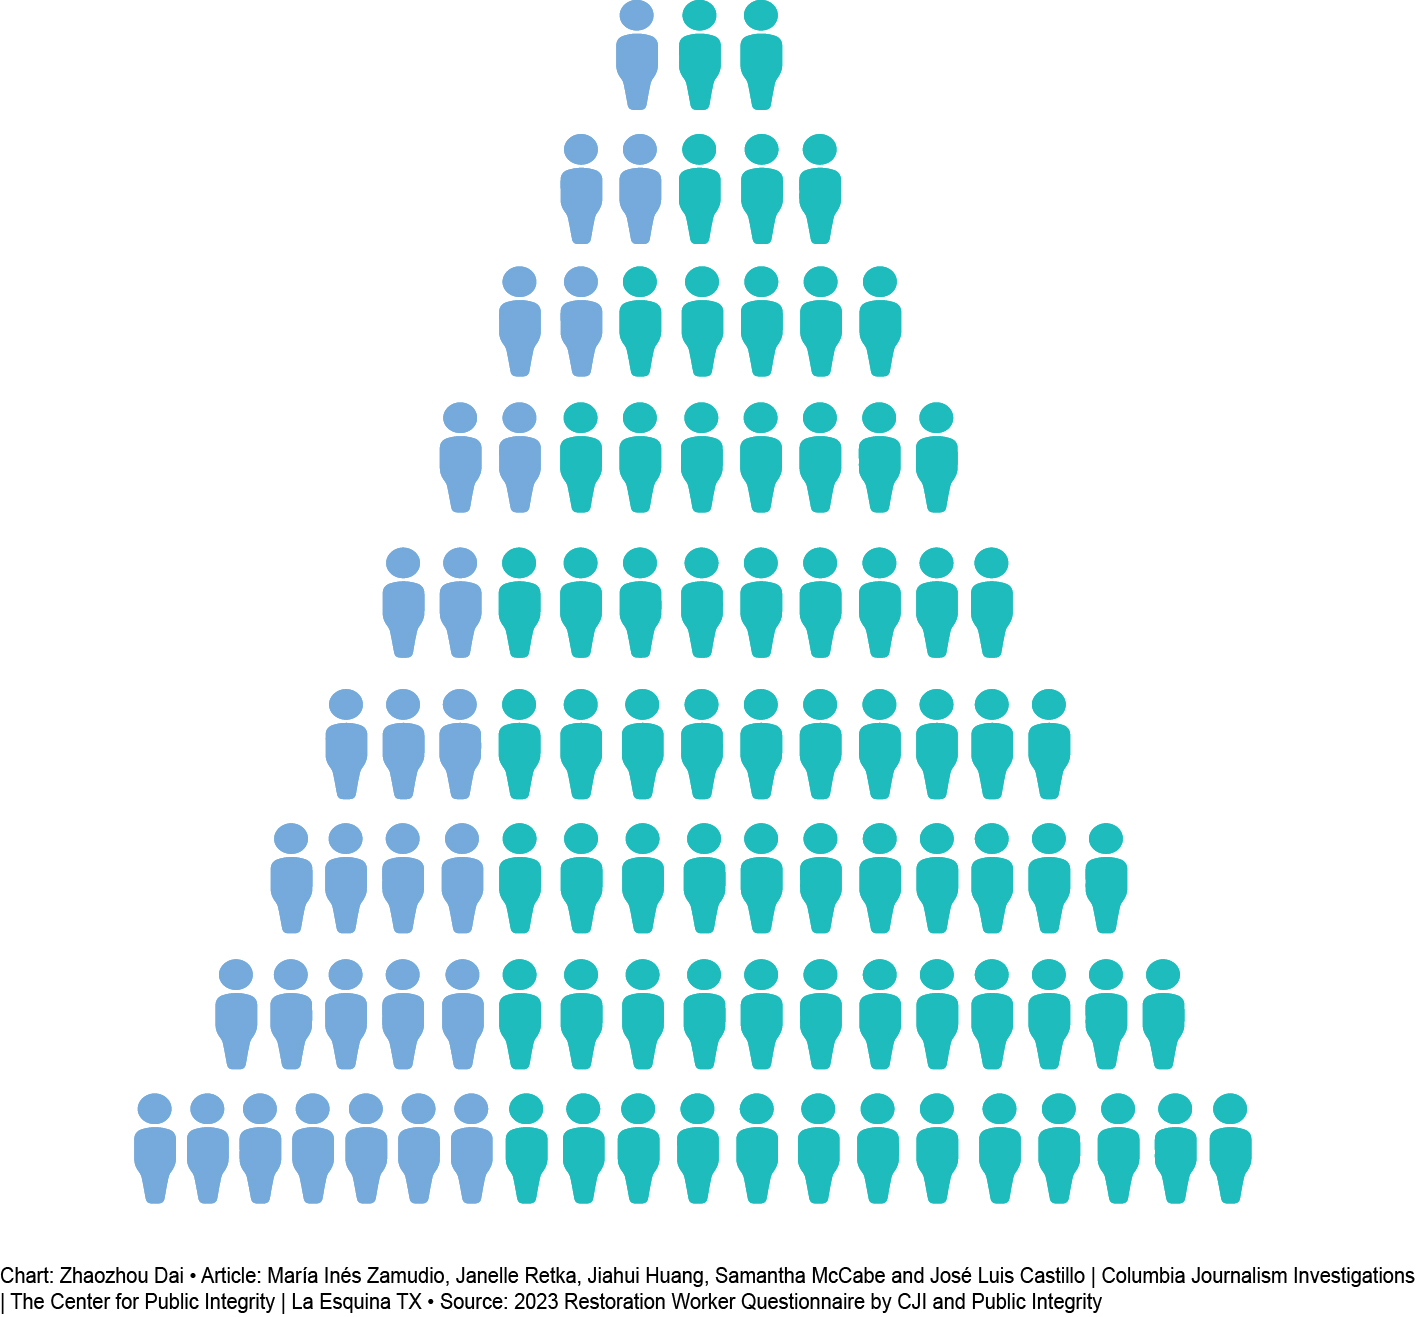 Chart: Zhaozhou Dai • Article: María Inés Zamudio, Janelle Retka, Jiahui Huang, Samantha McCabe and José Luis Castillo | Columbia Journalism Investigations
| The Center for Public Integrity | La Esquina TX • Source: 2023 Restoration Worker Questionnaire by CJI and Public Integrity